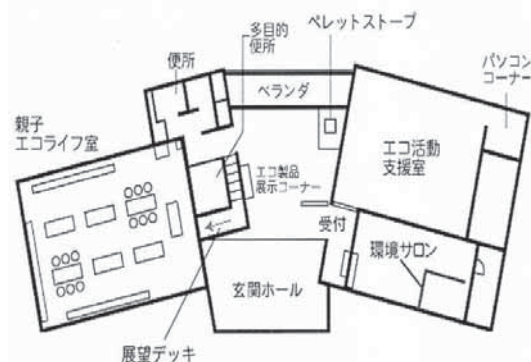 多目的
便所
ペレットストーブ
便所
パソコン
コーナー
ベランダ
親子
エコライフ室
エコ活動
支援室
エコ製品
展示コーナー
受付
環境サロン
玄関ホール
展望デッキ